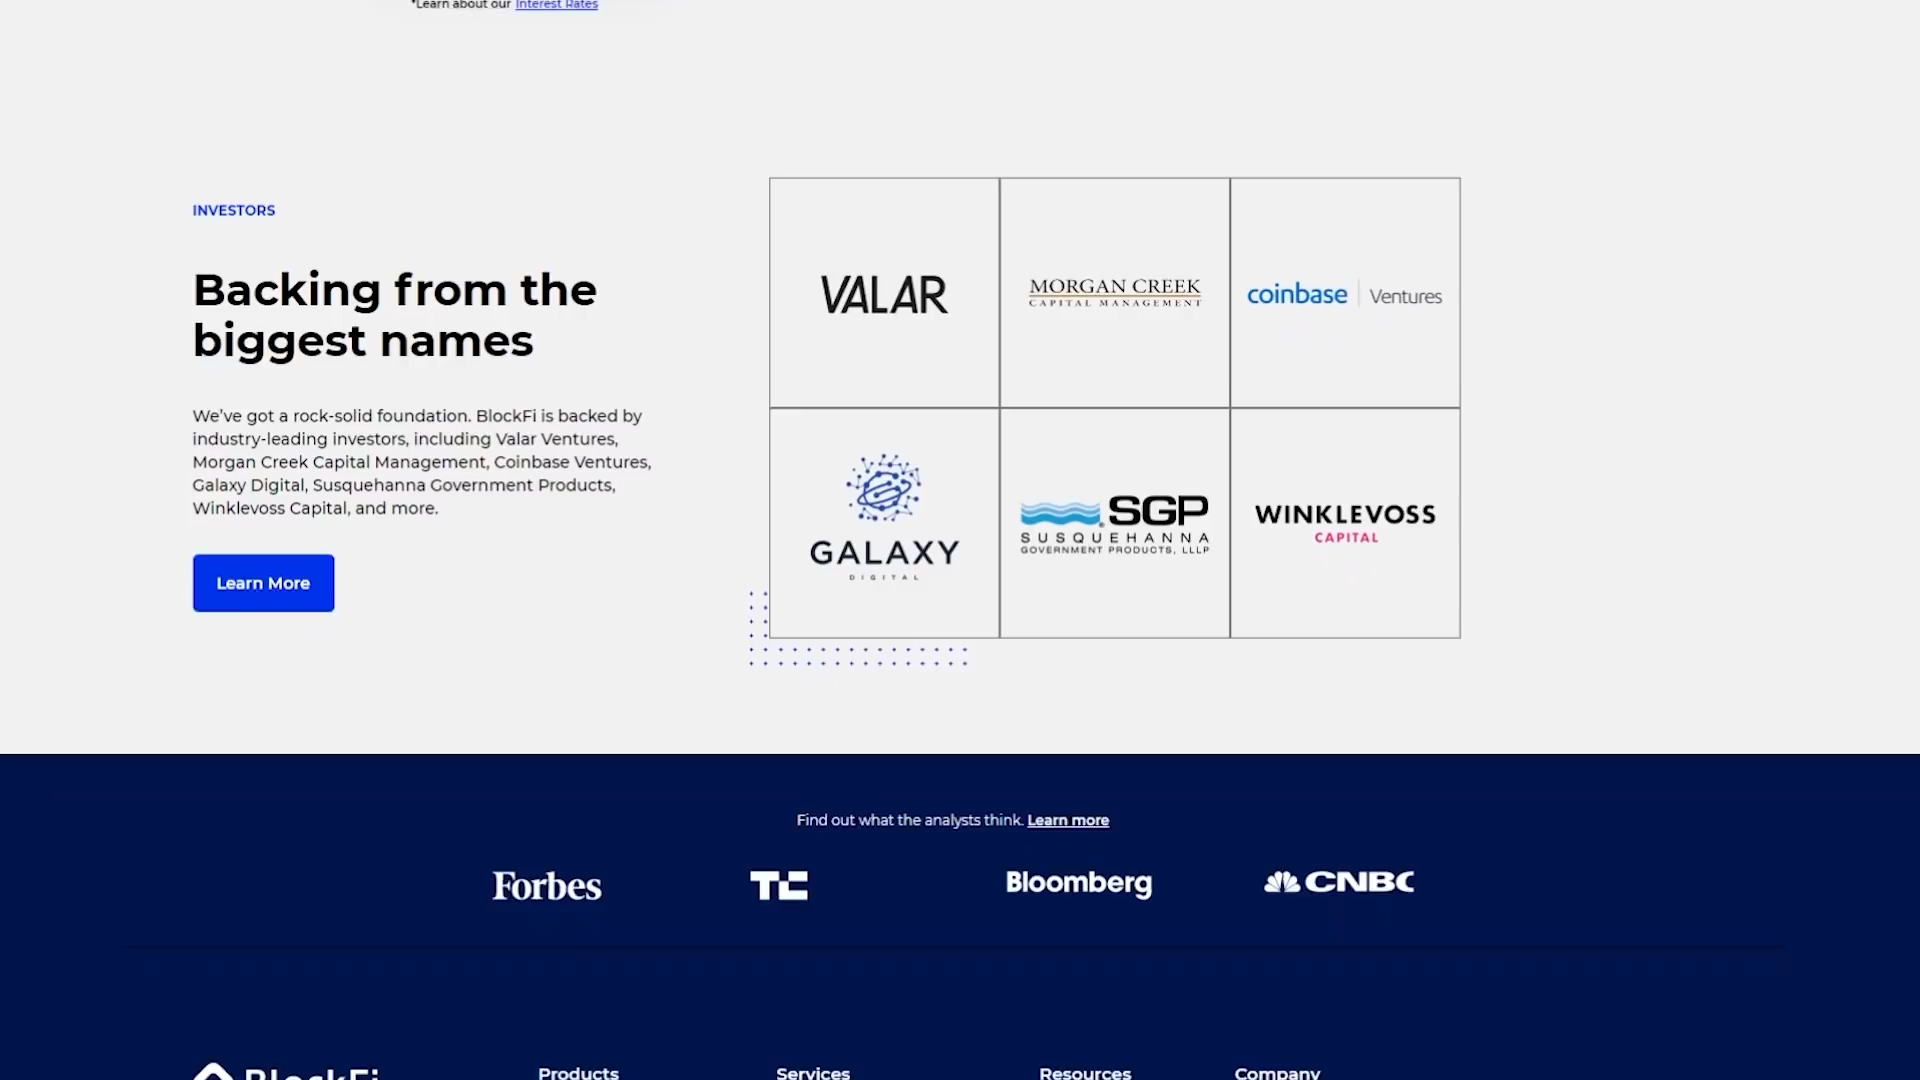 *Learn about our Interest Rates
INVESTORS
Backing from the
biggest names
We've got a rock-solid foundation. BlockFi is backed by
industry-leading investors, including Valar Ventures,
Morgan Creek Capital Management, Coinbase Ventures,
Galaxy Digital, Susquehanna Government Products,
Winklevoss Capital, and more.
Learn More
VALAR
MORGAN CREEK
CAPITAL MANAGEMENT
coinbase | Ventures
GALAXY
DIGITAL
SGP
SUSQUEHANNA
GOVERNMENT PRODUCTS, LLLP
WINKLEVOSS
CAPITAL
Find out what the analysts think. Learn more
Forbes
TC
Bloomberg
CNBC
BlockFi
Products
Services
Resources
Company